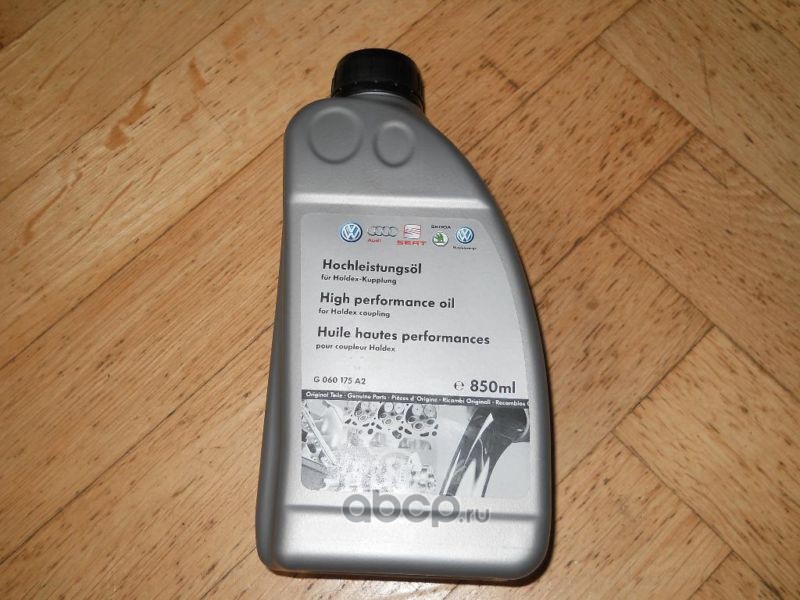 ŠKODA
Audi
SEAT
Hochleistungsöl
für Haldex-Kupplung
High performance oil
for Haldex coupling
Huile hautes performances
pour coupleur Haldex
G 060 175 A2
℮ 850ml
Original Teile · Genuine Parts · Pièces d'Origine · Ricambi Originali · Recambios
abcp.ru